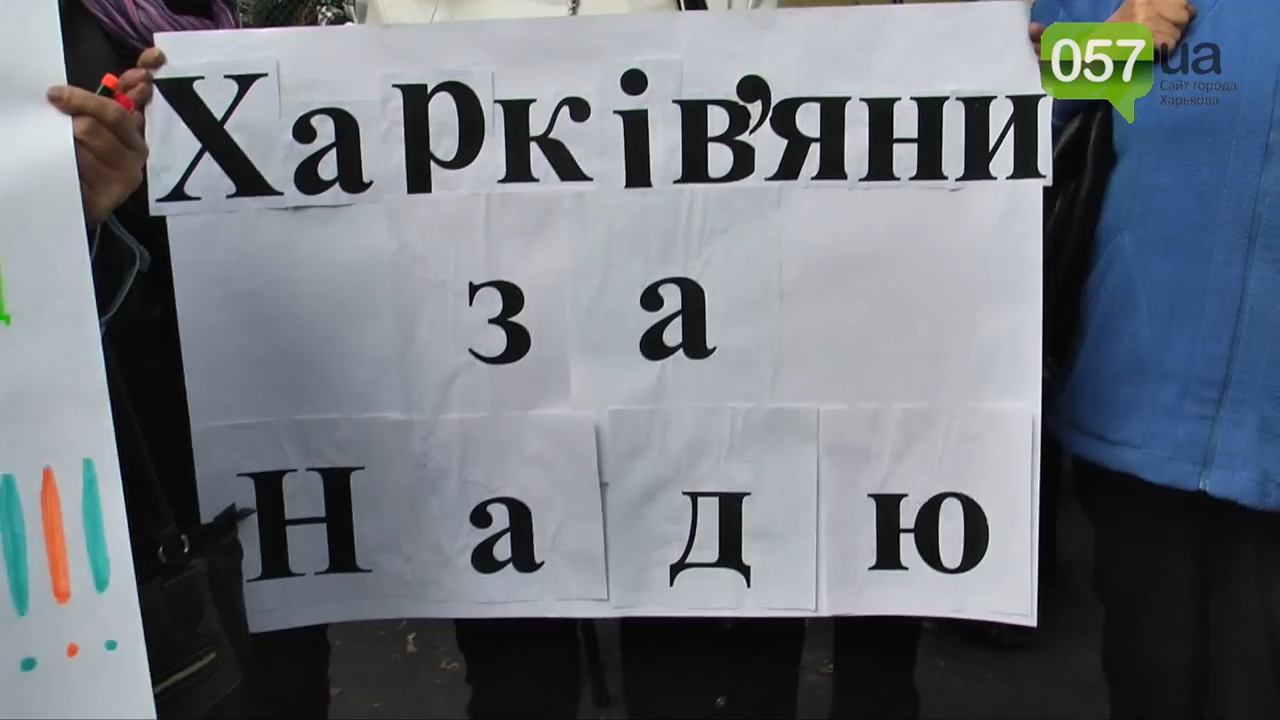 Харків’яни
за
Надю
!!!
057 ua
Сайт города
Харькова